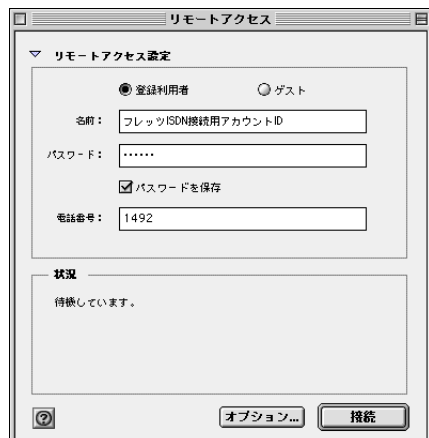 リモートアクセス
リモートアクセス設定
登録利用者 ゲスト
名前： フレッツISDN接続用アカウントID
パスワード： ••••••
パスワードを保存
電話番号： 1492
状況
待機しています。
? オプション... 接続